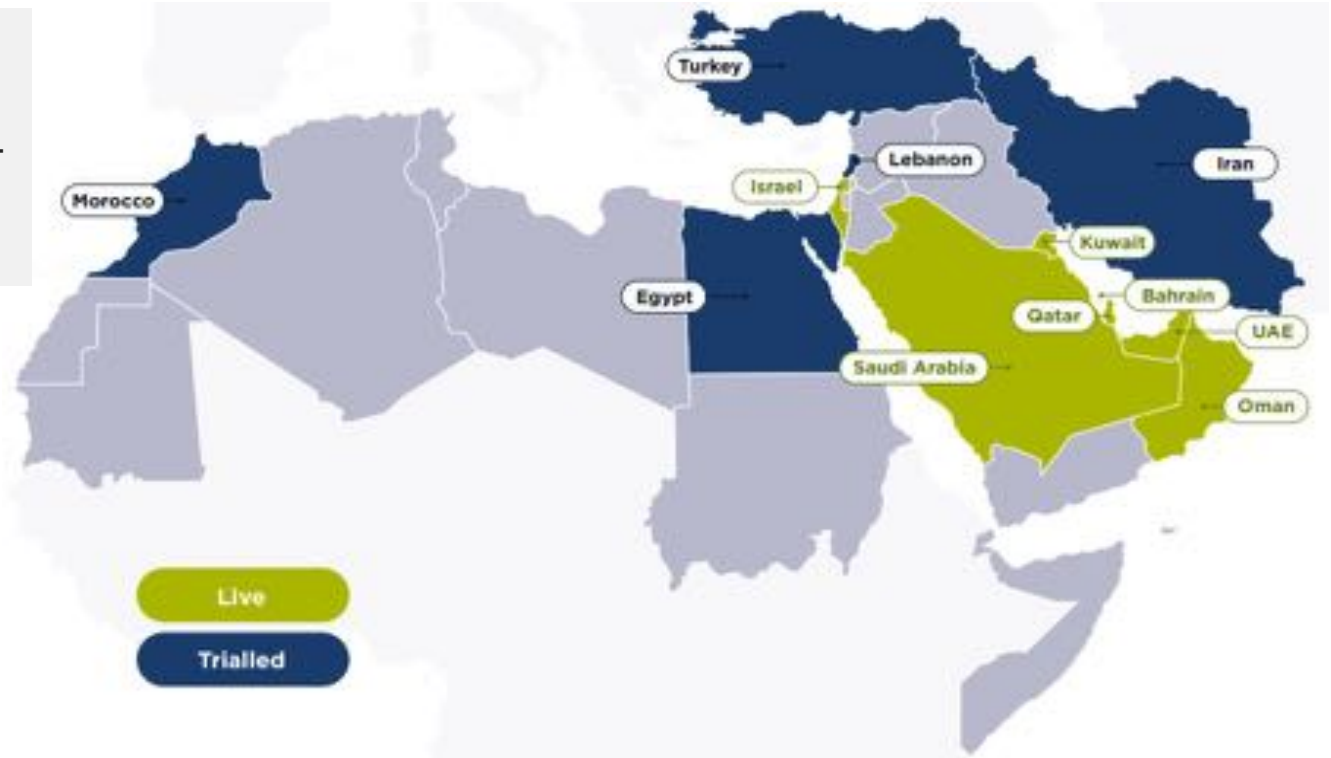 Turkey
Lebanon
Iran
Israel
Morocco
Kuwait
Egypt
Bahrain
Qatar
UAE
Saudi Arabia
Oman
Live
Trialled